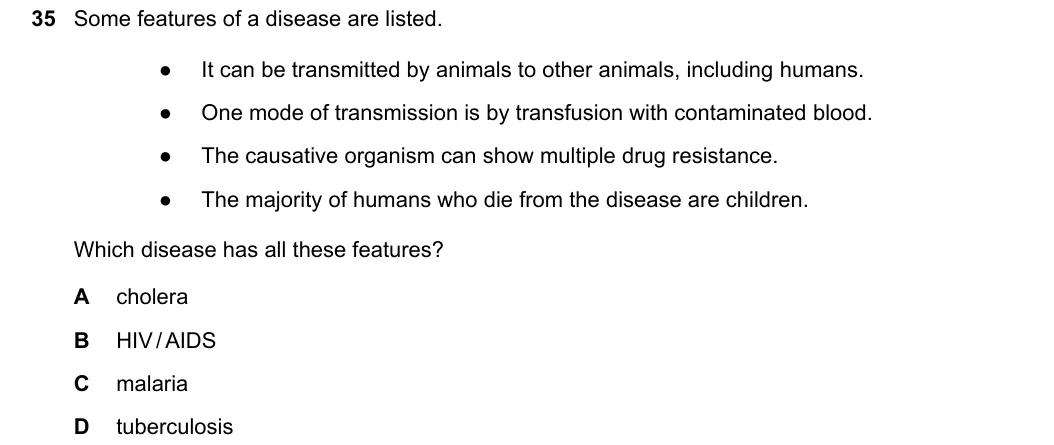 35 Some features of a disease are listed.
● It can be transmitted by animals to other animals, including humans.
● One mode of transmission is by transfusion with contaminated blood.
● The causative organism can show multiple drug resistance.
● The majority of humans who die from the disease are children.
Which disease has all these features?
A cholera
B HIV/AIDS
C malaria
D tuberculosis